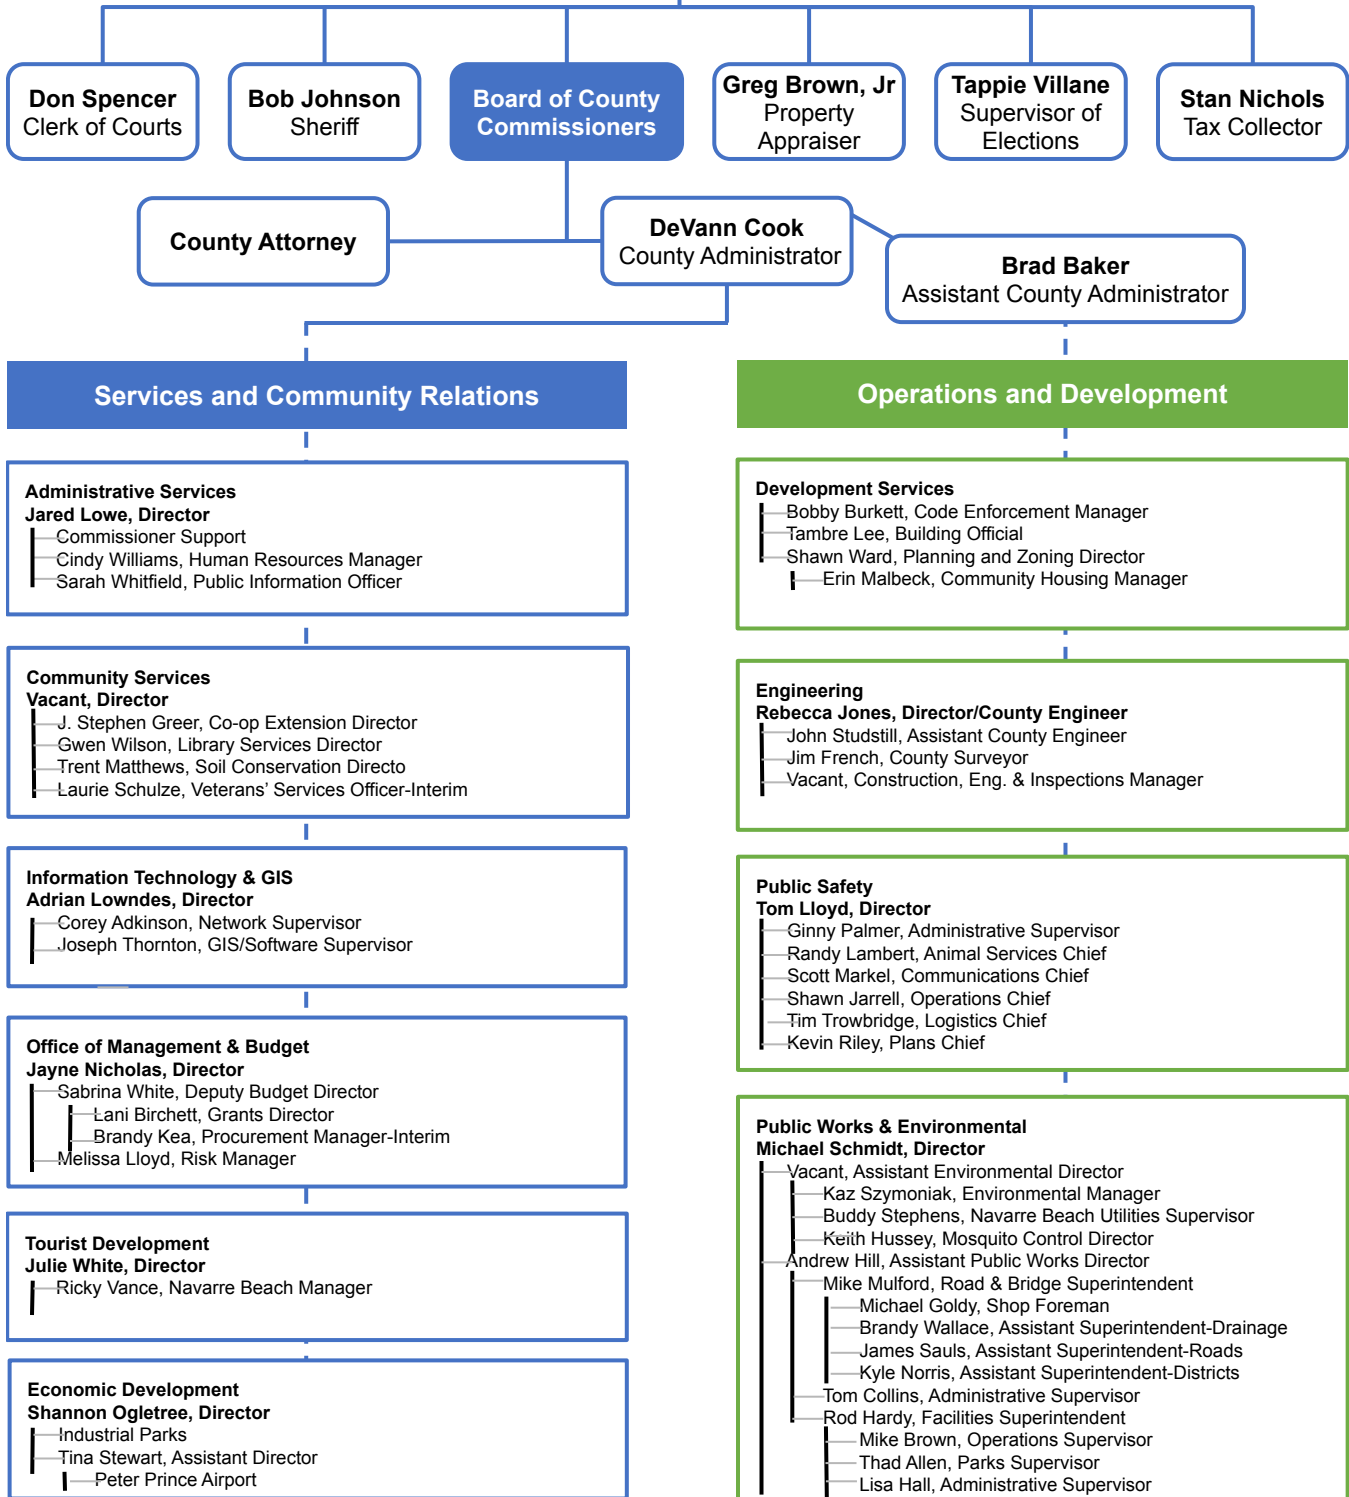 Don Spencer
Clerk of Courts
Bob Johnson
Sheriff
Board of County
Commissioners
Greg Brown, Jr
Property
Appraiser
Tappie Villane
Supervisor of
Elections
Stan Nichols
Tax Collector
County Attorney
DeVann Cook
County Administrator
Brad Baker
Assistant County Administrator
Services and Community Relations
Administrative Services
Jared Lowe, Director
Commissioner Support
Cindy Williams, Human Resources Manager
Sarah Whitfield, Public Information Officer
Community Services
Vacant, Director
J. Stephen Greer, Co-op Extension Director
Gwen Wilson, Library Services Director
Trent Matthews, Soil Conservation Directo
Laurie Schulze, Veterans' Services Officer-Interim
Information Technology & GIS
Adrian Lowndes, Director
Corey Adkinson, Network Supervisor
Joseph Thornton, GIS/Software Supervisor
Office of Management & Budget
Jayne Nicholas, Director
Sabrina White, Deputy Budget Director
Lani Birchett, Grants Director
Brandy Kea, Procurement Manager-Interim
Melissa Lloyd, Risk Manager
Tourist Development
Julie White, Director
Ricky Vance, Navarre Beach Manager
Economic Development
Shannon Ogletree, Director
Industrial Parks
Tina Stewart, Assistant Director
Peter Prince Airport
Operations and Development
Development Services
Bobby Burkett, Code Enforcement Manager
Tambre Lee, Building Official
Shawn Ward, Planning and Zoning Director
Erin Malbeck, Community Housing Manager
Engineering
Rebecca Jones, Director/County Engineer
John Studstill, Assistant County Engineer
Jim French, County Surveyor
Vacant, Construction, Eng. & Inspections Manager
Public Safety
Tom Lloyd, Director
Ginny Palmer, Administrative Supervisor
Randy Lambert, Animal Services Chief
Scott Markel, Communications Chief
Shawn Jarrell, Operations Chief
Tim Trowbridge, Logistics Chief
Kevin Riley, Plans Chief
Public Works & Environmental
Michael Schmidt, Director
Vacant, Assistant Environmental Director
Kaz Szymoniak, Environmental Manager
Buddy Stephens, Navarre Beach Utilities Supervisor
Keith Hussey, Mosquito Control Director
Andrew Hill, Assistant Public Works Director
Mike Mulford, Road & Bridge Superintendent
Michael Goldy, Shop Foreman
Brandy Wallace, Assistant Superintendent-Drainage
James Sauls, Assistant Superintendent-Roads
Kyle Norris, Assistant Superintendent-Districts
Tom Collins, Administrative Supervisor
Rod Hardy, Facilities Superintendent
Mike Brown, Operations Supervisor
Thad Allen, Parks Supervisor
Lisa Hall, Administrative Supervisor